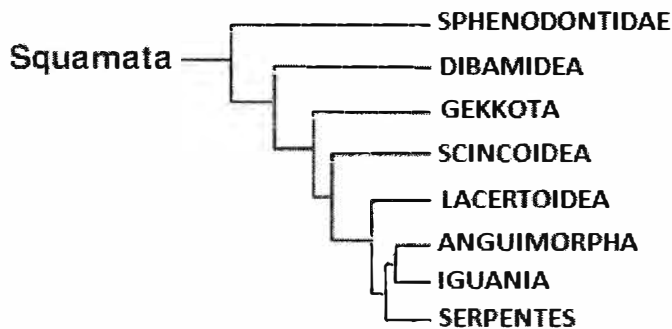 SPHENODONTIDAE
Squamata
DIBAMIDEA
GEKKOTA
SCINCOIDEA
LACERTOIDEA
ANGUIMORPHA
IGUANIA
SERPENTES